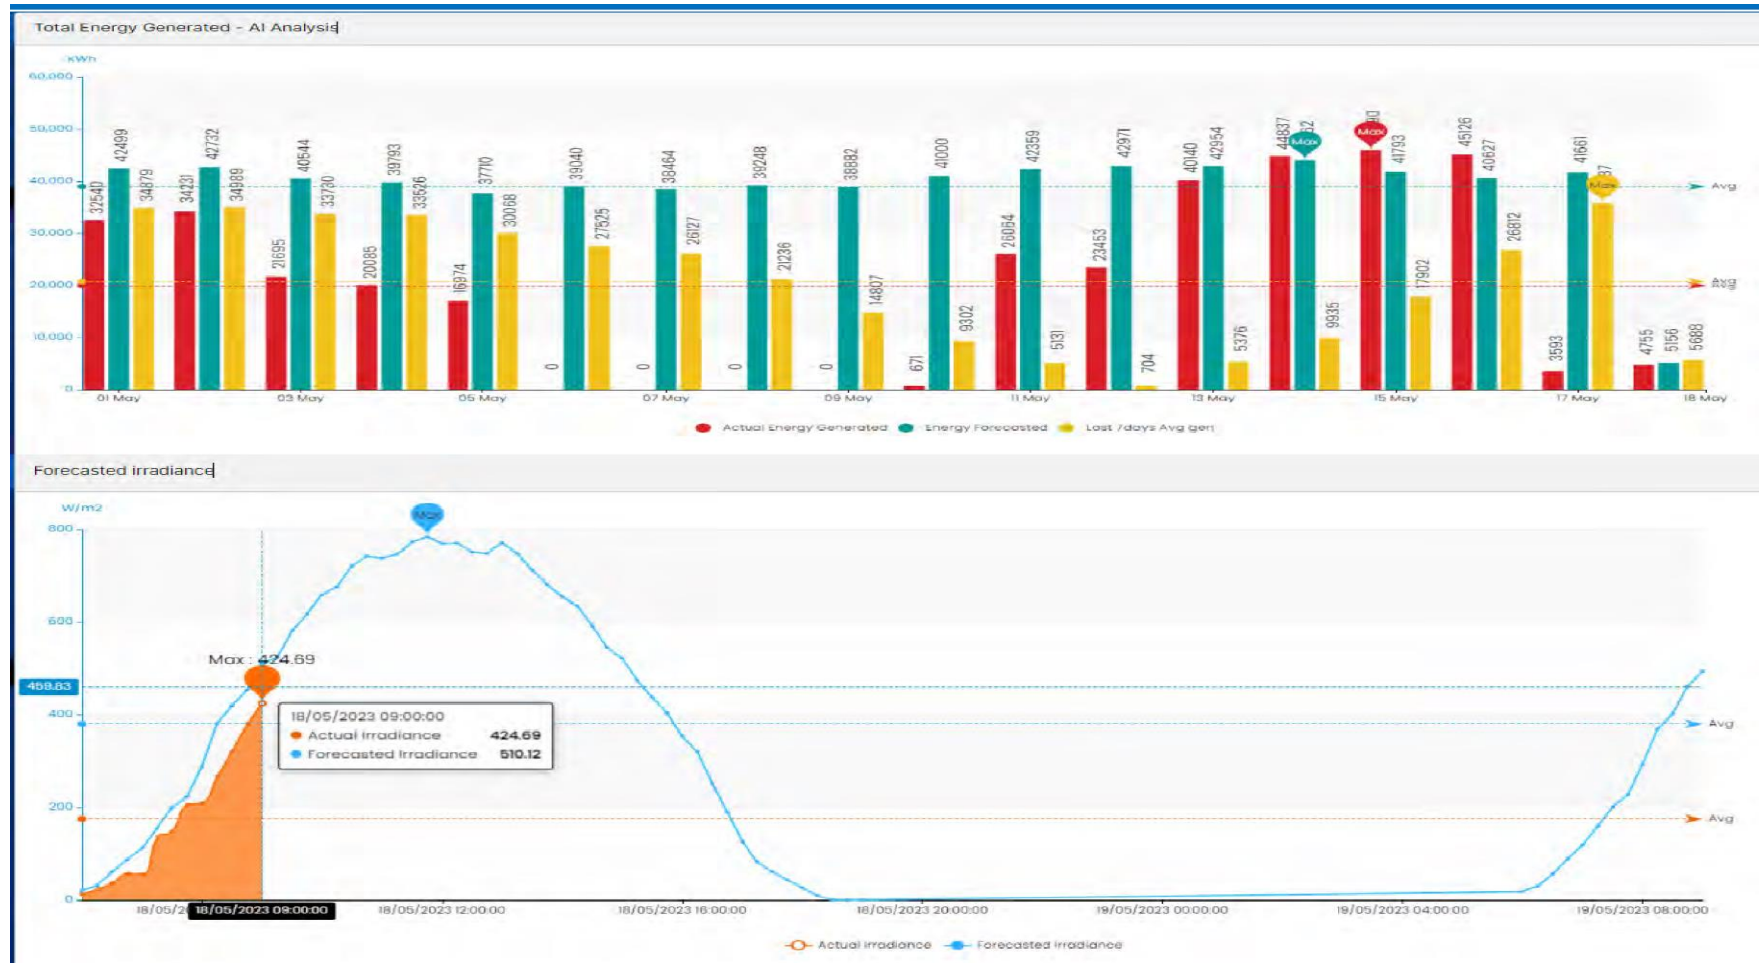 Total Energy Generated - AI Analysis
kWh
60,000
50,000
40,000
30,000
20,000
10,000
0
32540 42499 34879
34231 42732 34989
21695 40544 33730
20085 39793 33526
16974 37710 30068
0 39040 27525
0 38464 26127
0 39248 21236
0 38882 14807
671 41000 9302
26084 42359 5131
23453 42971 704
40140 42954 5376
44837 Max 9935
Max 41793 17902
45126 40627 26812
3593 41661 Max
4755 5156 5688
Avg
Avg
Avg
01 May 03 May 05 May 07 May 09 May 11 May 13 May 15 May 17 May 18 May
Actual Energy Generated Energy Forecasted Last 7days Avg gen
Forecasted irradiance
W/m2
800
600
400
200
0
Max
Max : 424.69
459.83
18/05/2023 09:00:00
Actual Irradiance 424.69
Forecasted Irradiance 510.12
Avg
Avg
18/05/2023 09:00:00 18/05/2023 12:00:00 18/05/2023 16:00:00 18/05/2023 20:00:00 19/05/2023 00:00:00 19/05/2023 04:00:00 19/05/2023 08:00:00
Actual Irradiance Forecasted Irradiance